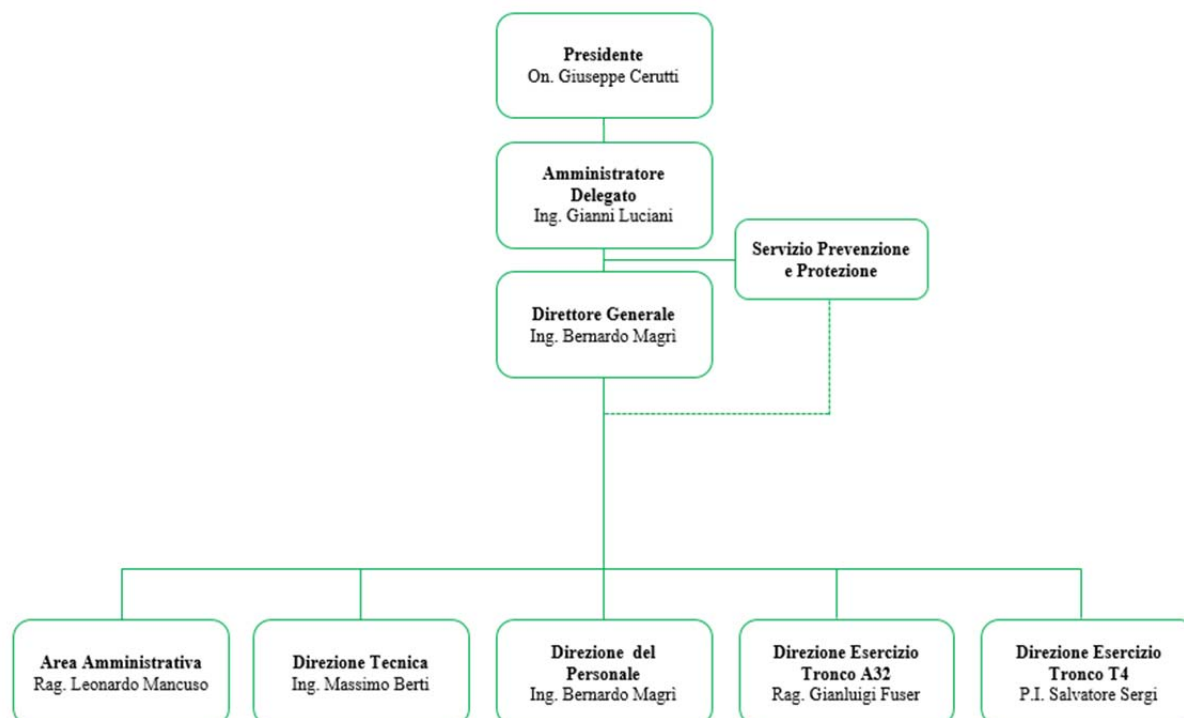 Presidente
On. Giuseppe Cerutti
Amministratore
Delegato
Ing. Gianni Luciani
Servizio Prevenzione
e Protezione
Direttore Generale
Ing. Bernardo Magrì
Area Amministrativa
Rag. Leonardo Mancuso
Direzione Tecnica
Ing. Massimo Berti
Direzione del
Personale
Ing. Bernardo Magrì
Direzione Esercizio
Tronco A32
Rag. Gianluigi Fuser
Direzione Esercizio
Tronco T4
P.I. Salvatore Sergi